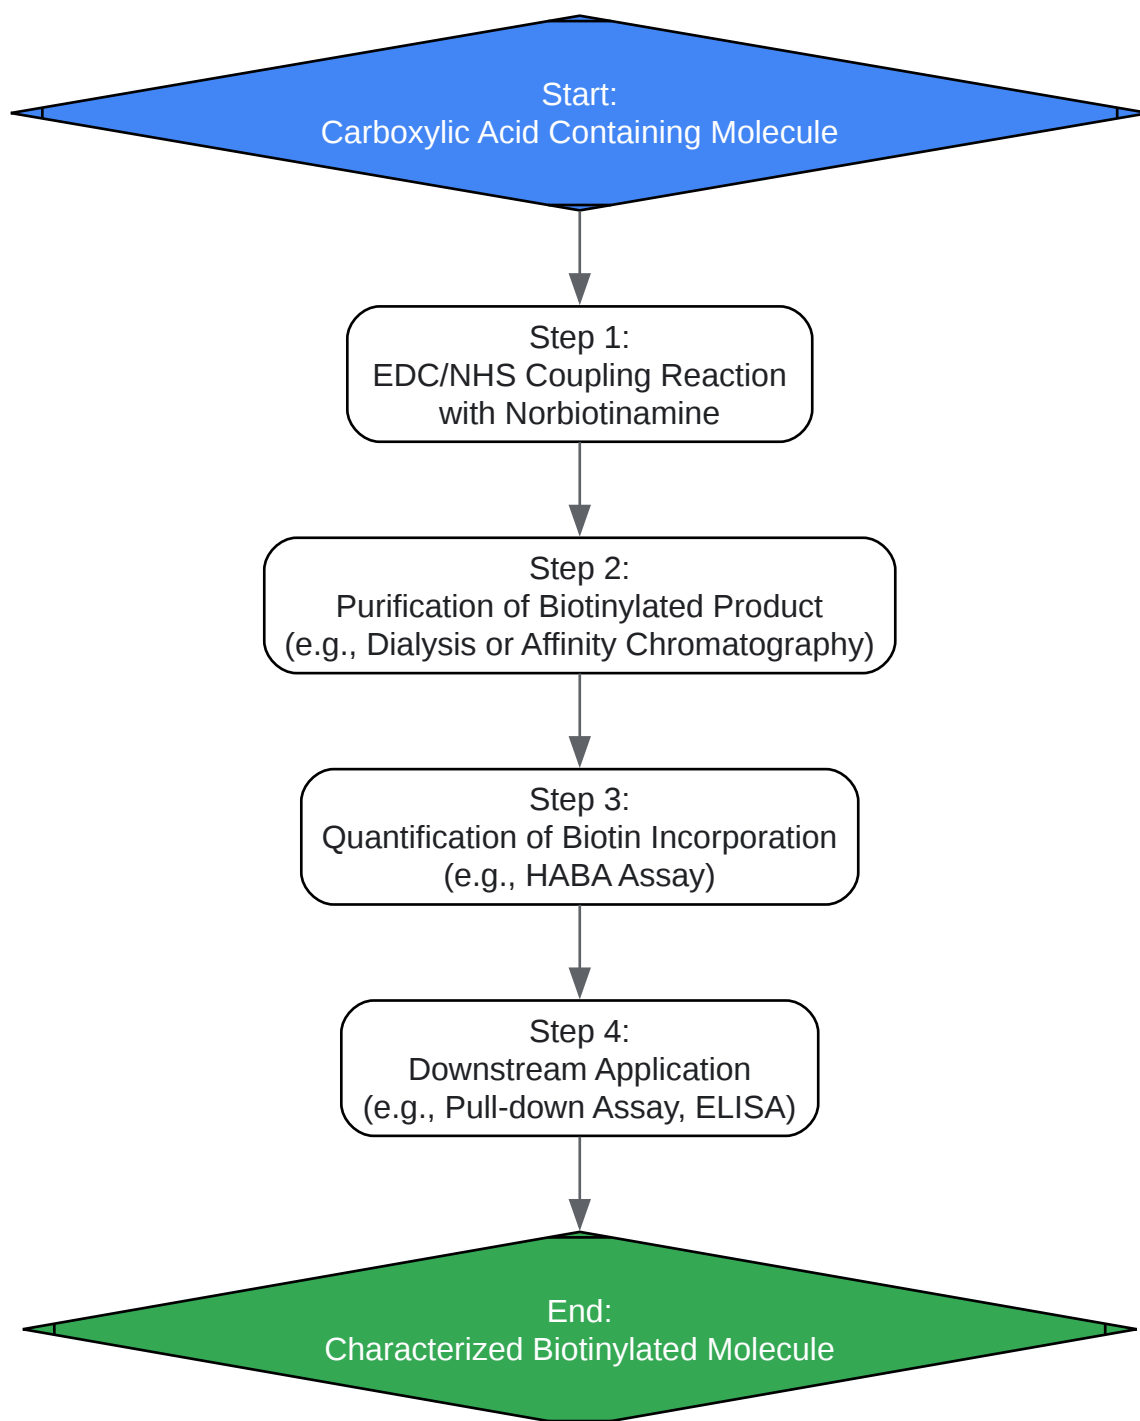 Start:
Carboxylic Acid Containing Molecule
Step 1:
EDC/NHS Coupling Reaction
with Norbiotinamine
Step 2:
Purification of Biotinylated Product
(e.g., Dialysis or Affinity Chromatography)
Step 3:
Quantification of Biotin Incorporation
(e.g., HABA Assay)
Step 4:
Downstream Application
(e.g., Pull-down Assay, ELISA)
End:
Characterized Biotinylated Molecule